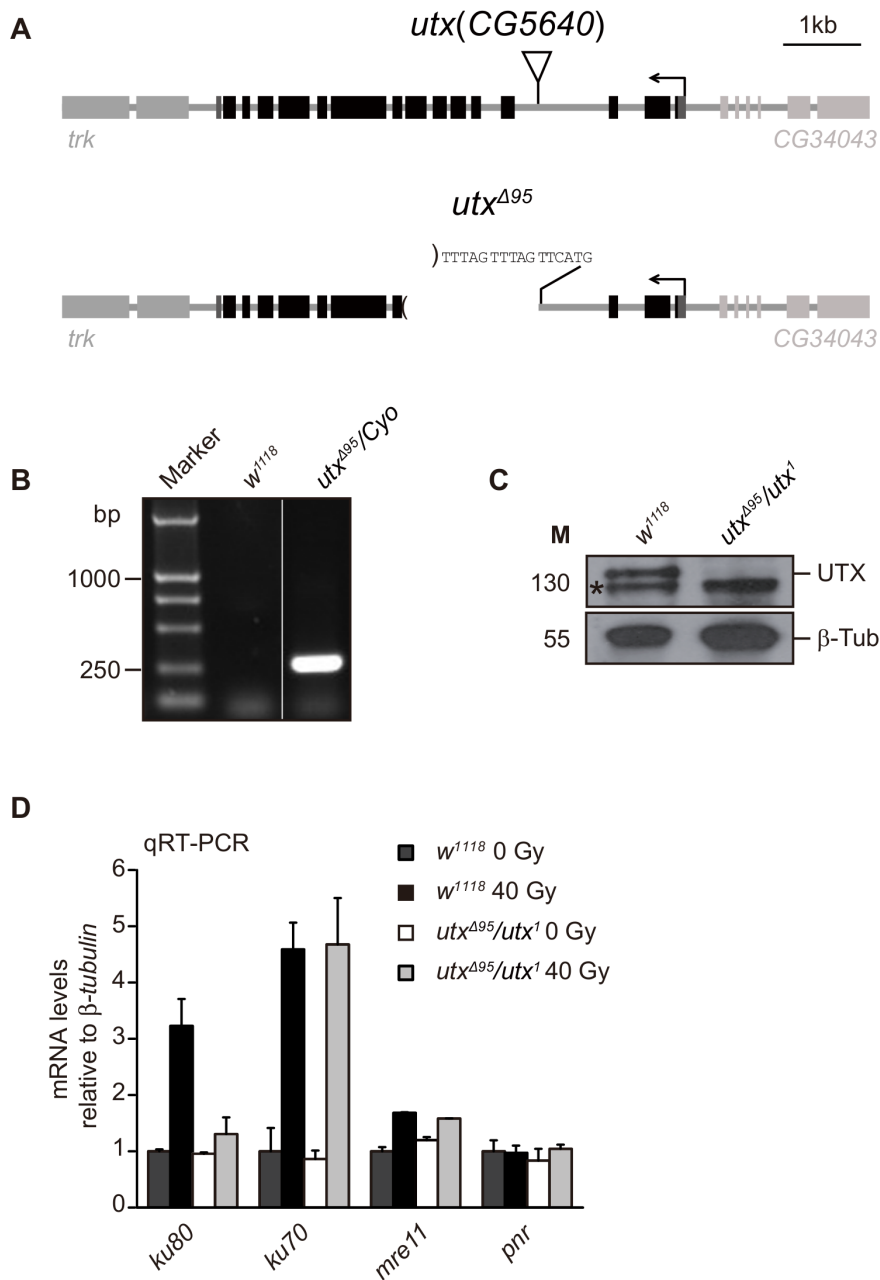 A
utx(CG5640)
1kb
trk
CG34043
utxΔ95
)TTTAGTTTAGTTCATG
(
trk
CG34043
B
Marker
w1118
utxΔ95/Cyo
bp
1000
250
C
M
w1118
utxΔ95/utx1
130
*
UTX
55
β-Tub
D
qRT-PCR
w1118 0 Gy
w1118 40 Gy
utxΔ95/utx1 0 Gy
utxΔ95/utx1 40 Gy
mRNA levels
relative to β-tubulin
6
5
4
3
2
1
0
ku80
ku70
mre11
pnr